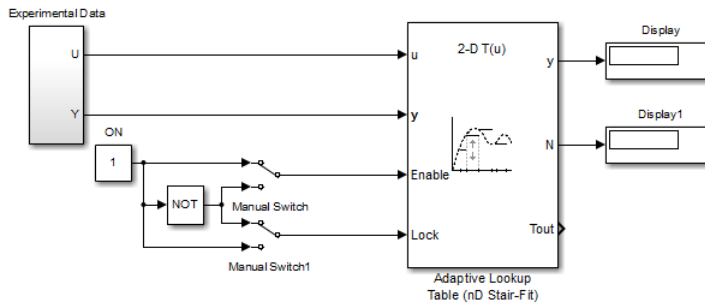 Experimental Data
U
Y
ON
1
NOT
Manual Switch
Manual Switch1
2-D T(u)
u
y
Enable
Lock
y
N
Tout
Adaptive Lookup
Table (nD Stair-Fit)
Display
Display1